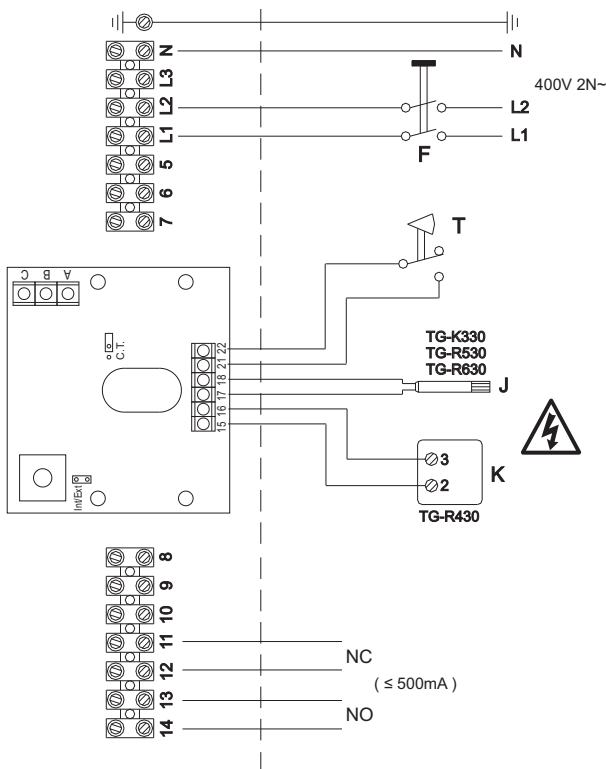 N
L3
L2
L1
5
6
7
N
400V 2N~
L2
L1
F
T
C B A
C.T.
22
21
18
17
16
15
TG-K330
TG-R530
TG-R630
J
3
2
K
TG-R430
Int/Ext
8
9
10
11
12
13
14
NC
( ≤ 500mA )
NO